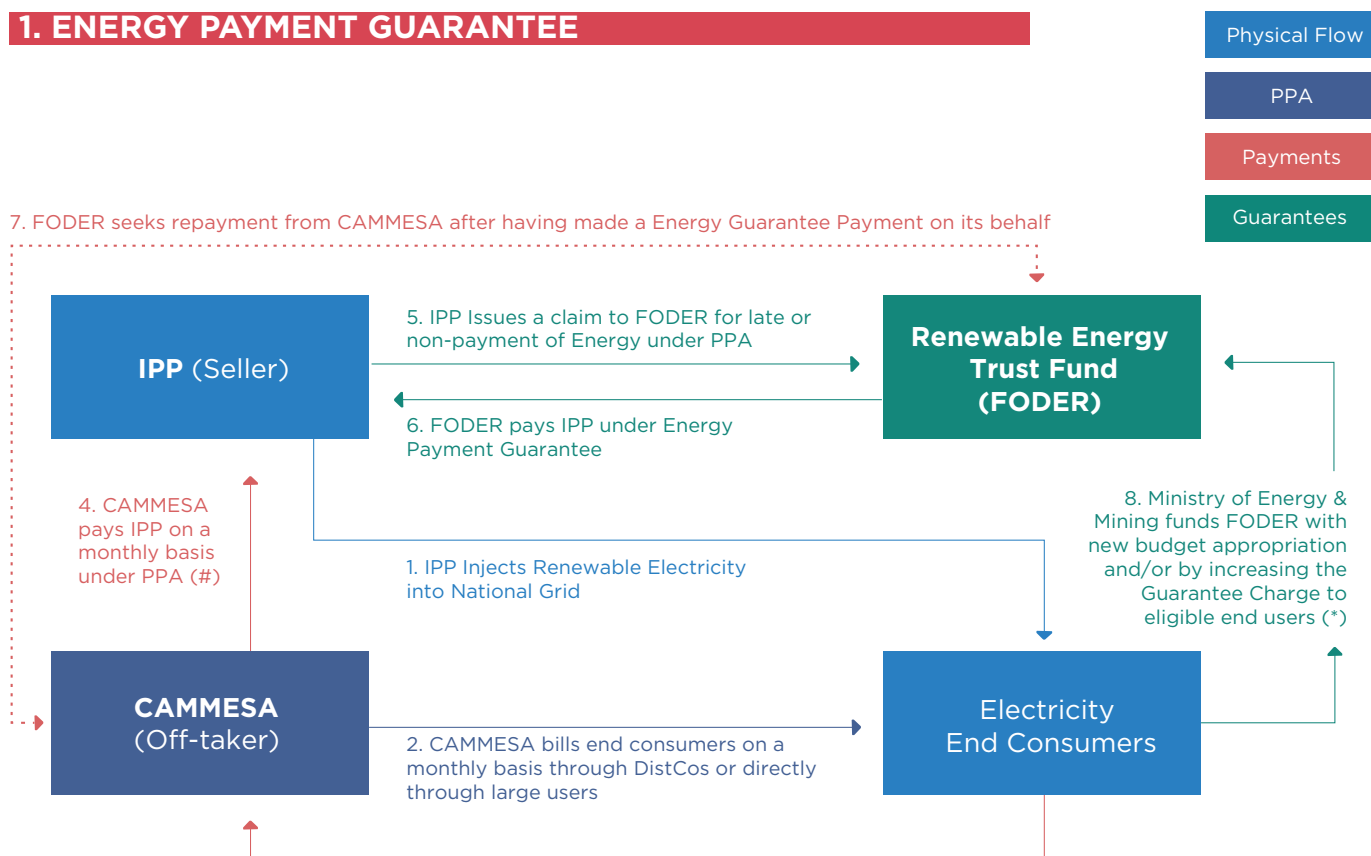 1. ENERGY PAYMENT GUARANTEE
Physical Flow
PPA
Payments
Guarantees
7. FODER seeks repayment from CAMMESA after having made a Energy Guarantee Payment on its behalf
IPP (Seller)
5. IPP Issues a claim to FODER for late or
non-payment of Energy under PPA
Renewable Energy
Trust Fund
(FODER)
6. FODER pays IPP under Energy
Payment Guarantee
4. CAMMESA
pays IPP on a
monthly basis
under PPA (#)
1. IPP Injects Renewable Electricity
into National Grid
8. Ministry of Energy &
Mining funds FODER with
new budget appropriation
and/or by increasing the
Guarantee Charge to
eligible end users (*)
CAMMESA
(Off-taker)
2. CAMMESA bills end consumers on a
monthly basis through DistCos or directly
through large users
Electricity
End Consumers